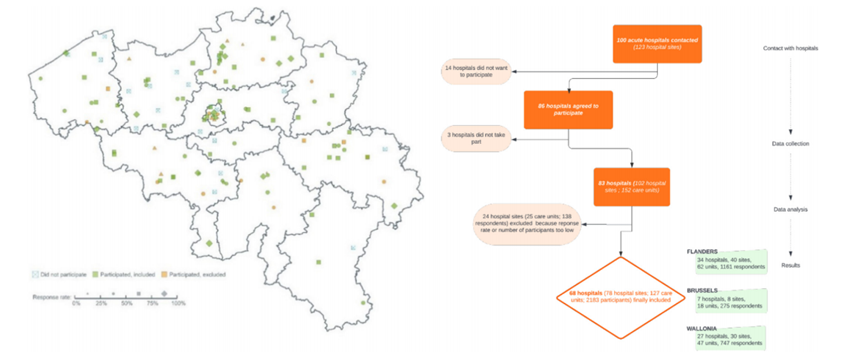 Did not participate
Participated, included
Participated, excluded
Response rate:
0% 25% 50% 75% 100%
100 acute hospitals contacted
(123 hospital sites)
14 hospitals did not want
to participate
86 hospitals agreed to
participate
3 hospitals did not take
part
83 hospitals (102 hospital
sites ; 152 care units)
24 hospital sites (25 care units; 138
respondents) excluded because reponse
rate or number of participants too low
68 hospitals (78 hospital sites; 127 care
units; 2183 participants) finally included
Contact with hospitals
Data collection
Data analysis
Results
FLANDERS
34 hospitals, 40 sites,
62 units, 1161 respondents
BRUSSELS
7 hospitals, 8 sites,
18 units, 275 respondents
WALLONIA
27 hospitals, 30 sites,
47 units, 747 respondents